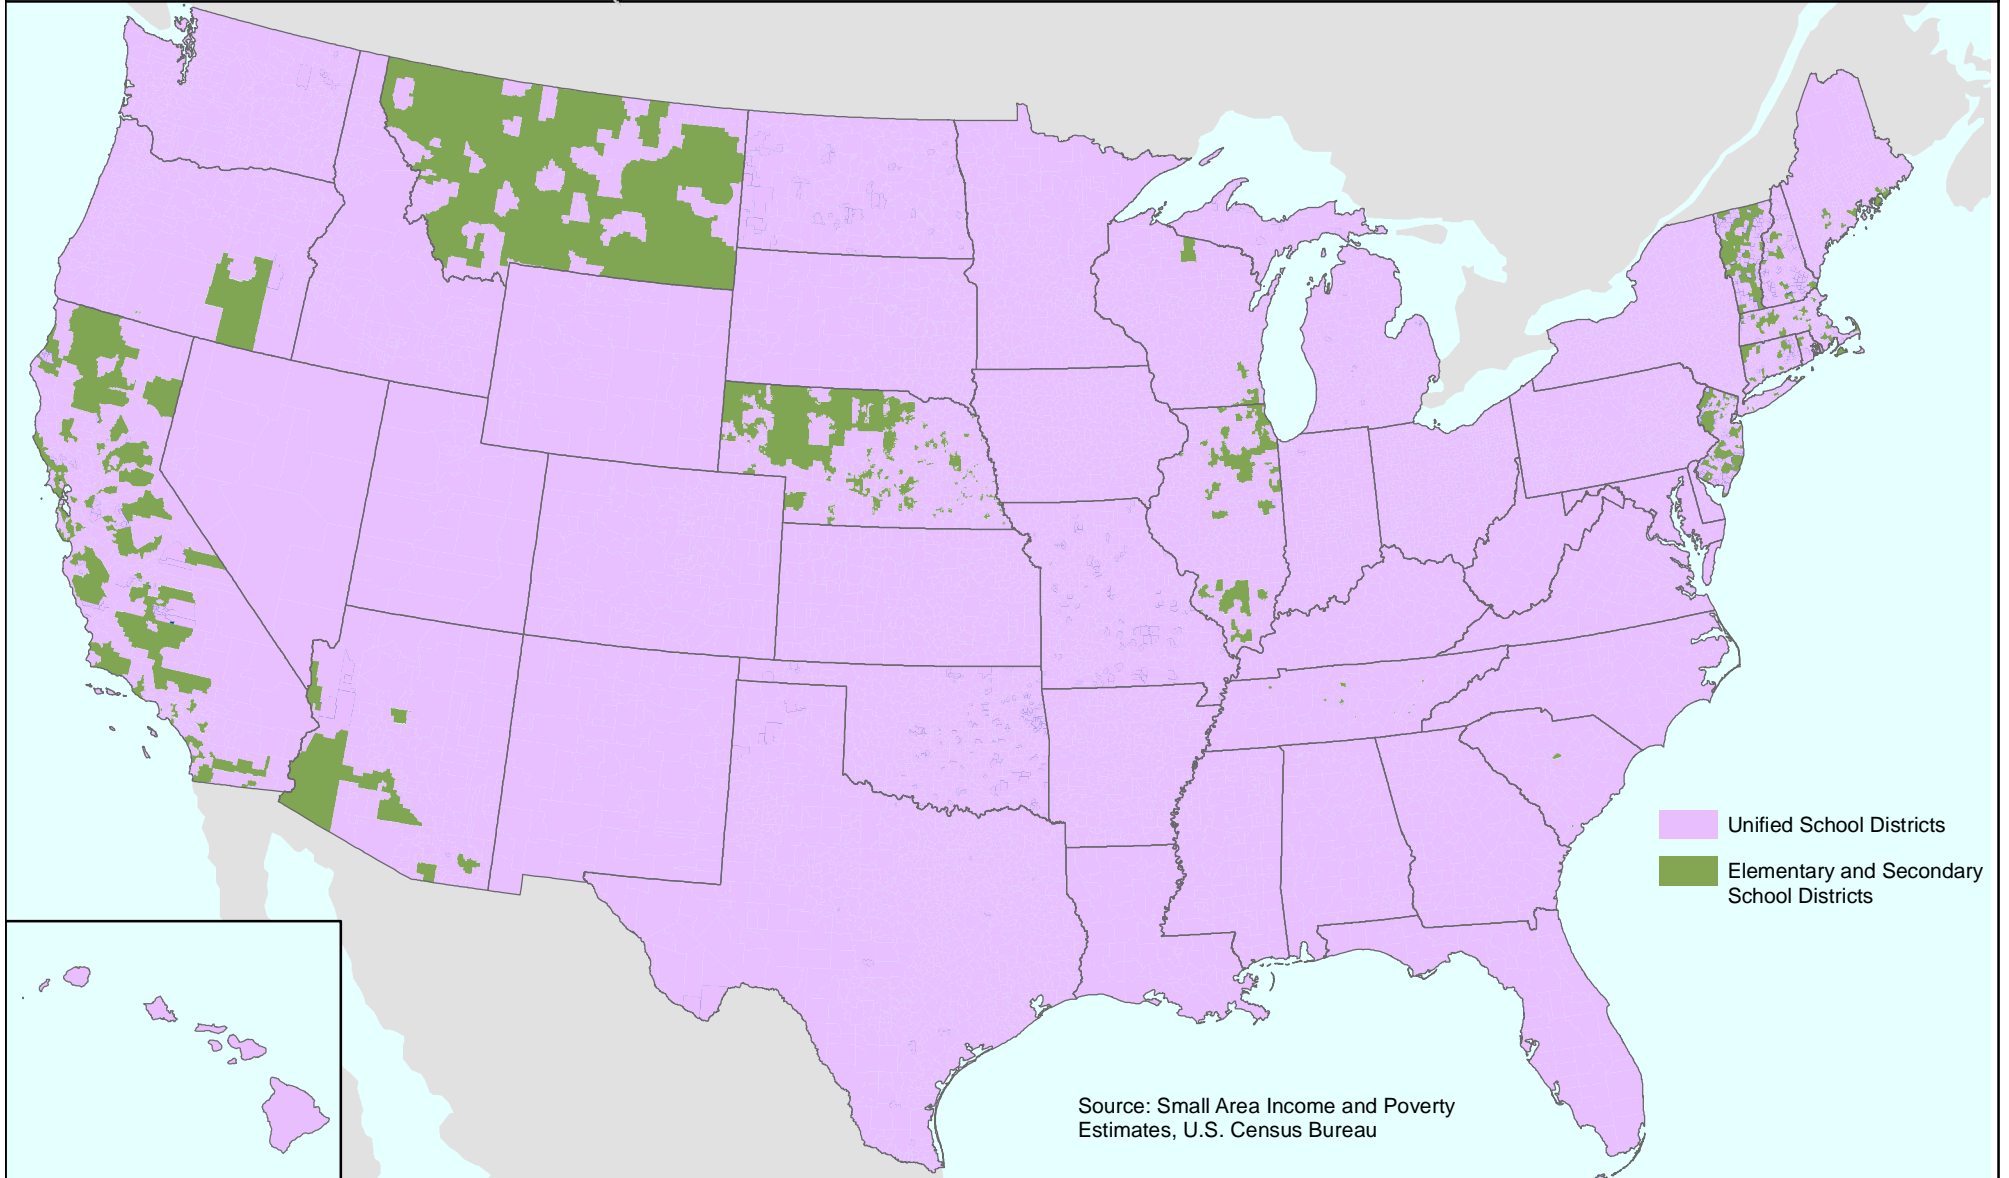 Unified School Districts
Elementary and Secondary
School Districts
Source: Small Area Income and Poverty
Estimates, U.S. Census Bureau